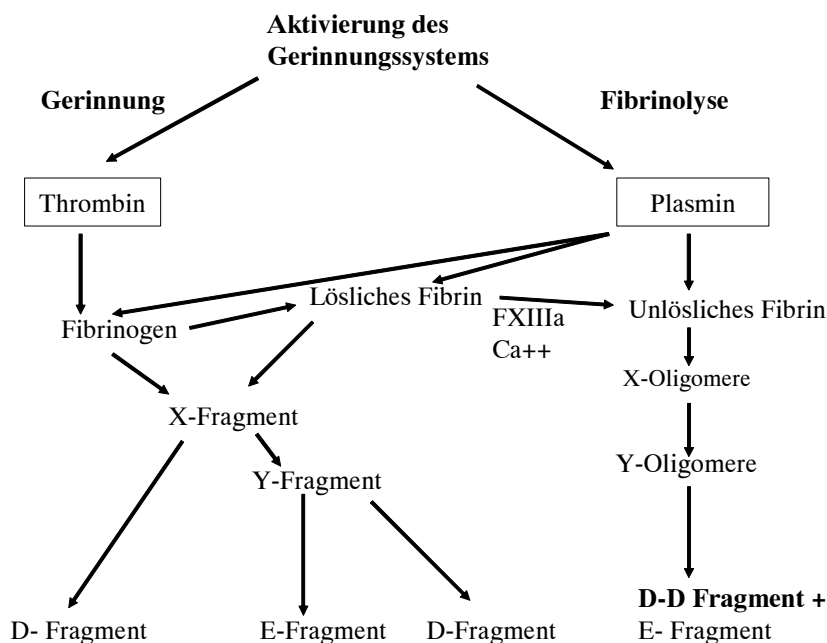 Aktivierung des
Gerinnungssystems
Gerinnung
Fibrinolyse
Thrombin
Plasmin
Lösliches Fibrin
Fibrinogen
FXIIIa
Ca++
Unlösliches Fibrin
X-Oligomere
X-Fragment
Y-Oligomere
Y-Fragment
D- Fragment
E-Fragment
D-Fragment
D-D Fragment +
E- Fragment